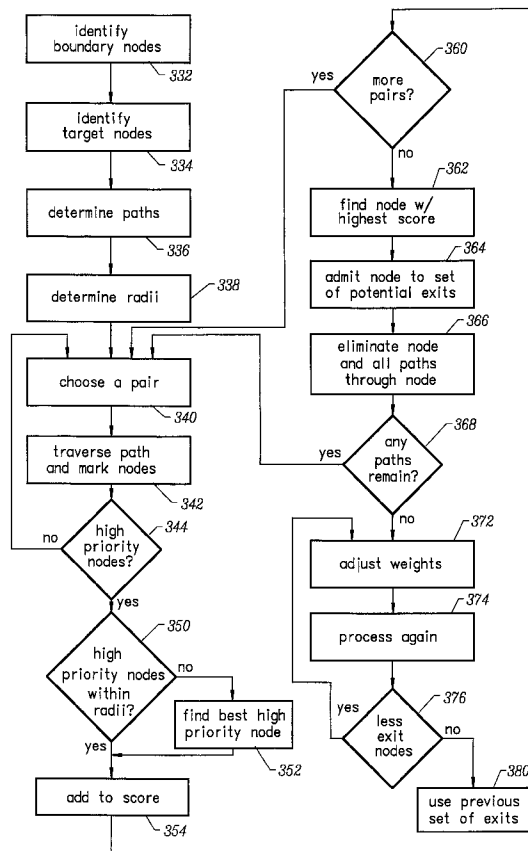 identify
boundary nodes
332
identify
target nodes
334
determine paths
336
determine radii
338
choose a pair
340
traverse path
and mark nodes
342
344
high
priority
nodes?
no
yes
350
high
priority nodes
within
radii?
no
find best high
priority node
352
yes
add to score
354
360
more
pairs?
yes
no
362
find node w/
highest score
364
admit node to set
of potential exits
366
eliminate node
and all paths
through node
368
any
paths
remain?
yes
no
372
adjust weights
374
process again
376
less
exit
nodes
yes
no
380
use previous
set of exits